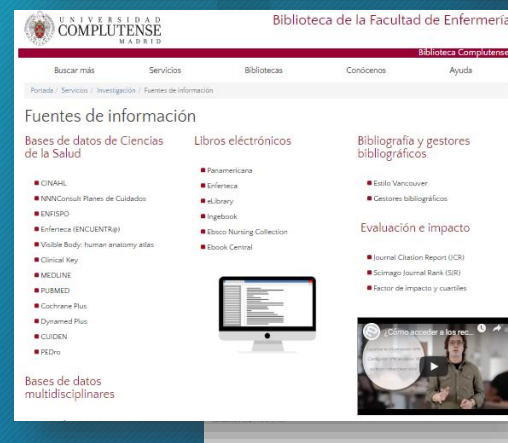 UNIVERSIDAD
COMPLUTENSE
MADRID
Biblioteca de la Facultad de Enfermería
Biblioteca Complutense
Buscar más
Servicios
Bibliotecas
Conócenos
Ayuda
Portada / Servicios / Investigación / Fuentes de información
Fuentes de información
Bases de datos de Ciencias
de la Salud
CINAHL
NNNConsult Planes de Cuidados
ENFISPO
Enferteca (ENCUENTR@)
Visible Body: human anatomy atlas
Clinical Key
MEDLINE
PUBMED
Cochrane Plus
Dynamed Plus
CUIDEN
PEDro
Bases de datos
multidisciplinares
Libros eléctrónicos
Panamericana
Enferteca
eLibrary
Ingebook
Ebsco Nursing Collection
Ebook Central
Bibliografía y gestores
bibliográficos
Estilo Vancouver
Gestores bibliográficos
Evaluación e impacto
Journal Citation Report (JCR)
Scimago Journal Rank (SJR)
Factor de impacto y cuartiles
¿Cómo acceder a los rec...